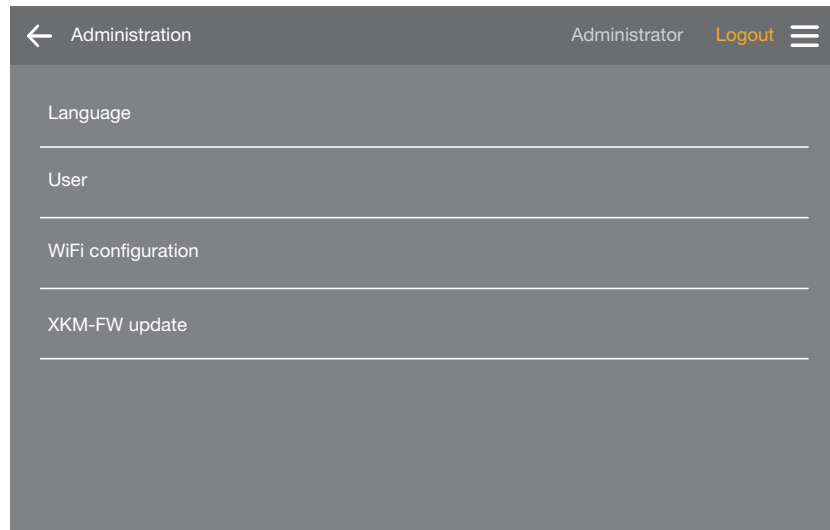 Administration Administrator Logout
Language
User
WiFi configuration
XKM-FW update